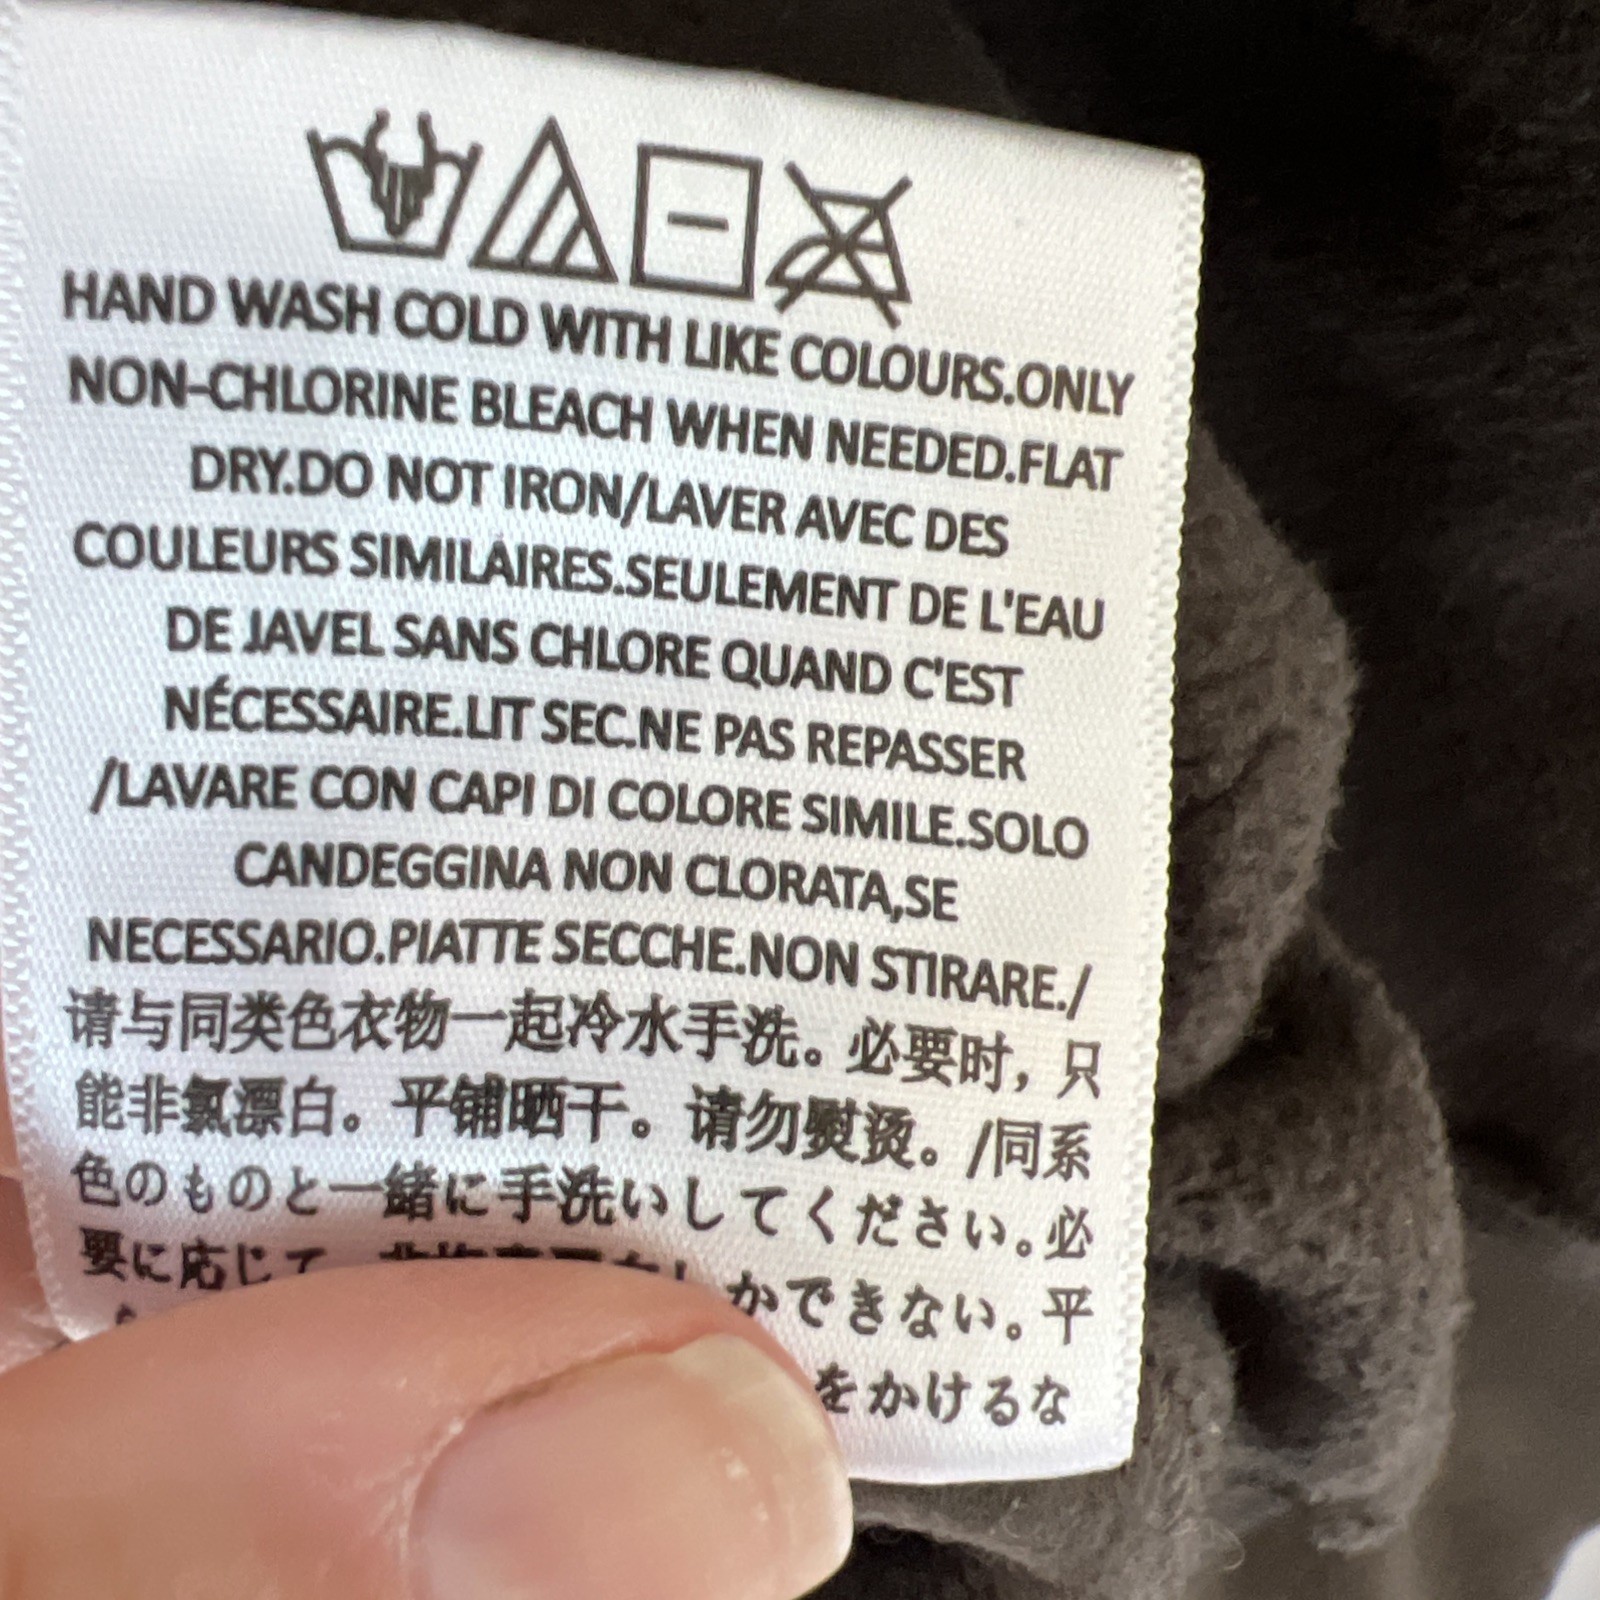 HAND WASH COLD WITH LIKE COLOURS.ONLY
NON-CHLORINE BLEACH WHEN NEEDED.FLAT
DRY.DO NOT IRON/LAVER AVEC DES
COULEURS SIMILAIRES.SEULEMENT DE L'EAU
DE JAVEL SANS CHLORE QUAND C'EST
NÉCESSAIRE.LIT SEC.NE PAS REPASSER
/LAVARE CON CAPI DI COLORE SIMILE.SOLO
CANDEGGINA NON CLORATA,SE
NECESSARIO.PIATTE SECCHE.NON STIRARE./
请与同类色衣物一起冷水手洗。必要时，只
能非氯漂白。平铺晒干。请勿熨烫。/同系
色のものと一緒に手洗いしてください。必
要に応じて かできない。平
をかけるな